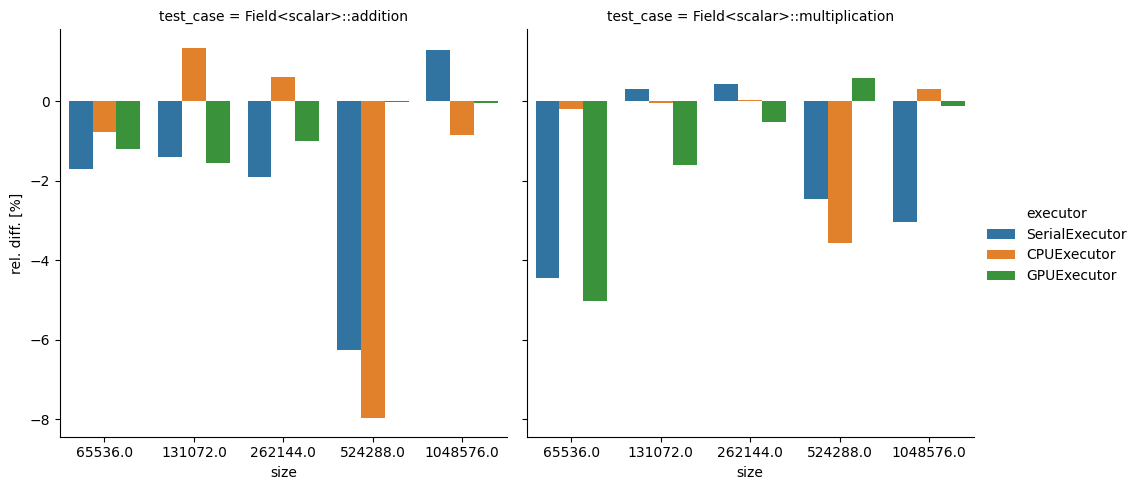 test_case = Field<scalar>::addition
test_case = Field<scalar>::multiplication
rel. diff. [%]
0
−2
−4
−6
−8
65536.0
131072.0
262144.0
524288.0
1048576.0
size
65536.0
131072.0
262144.0
524288.0
1048576.0
size
executor
SerialExecutor
CPUExecutor
GPUExecutor